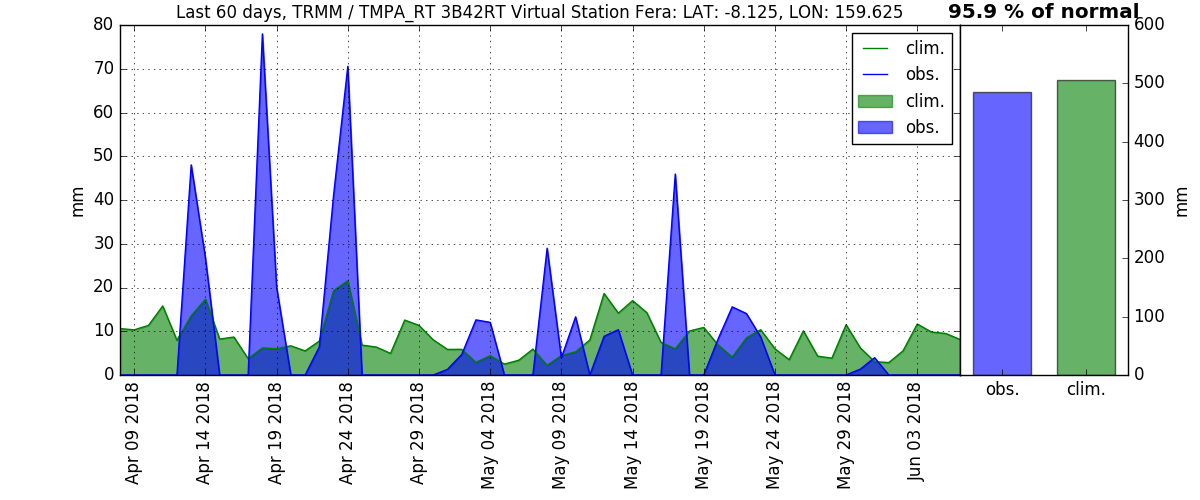 Last 60 days, TRMM / TMPA_RT 3B42RT Virtual Station Fera: LAT: -8.125, LON: 159.625
95.9 % of normal
80
70
60
50
40
30
20
10
0
mm
clim.
obs.
clim.
obs.
600
500
400
300
200
100
0
mm
obs.
clim.
Apr 09 2018
Apr 14 2018
Apr 19 2018
Apr 24 2018
Apr 29 2018
May 04 2018
May 09 2018
May 14 2018
May 19 2018
May 24 2018
May 29 2018
Jun 03 2018